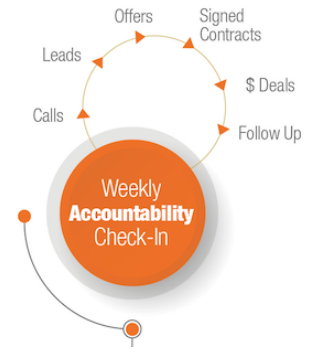 Offers
Signed
Contracts
Leads
$ Deals
Calls
Follow Up
Weekly
Accountability
Check-In